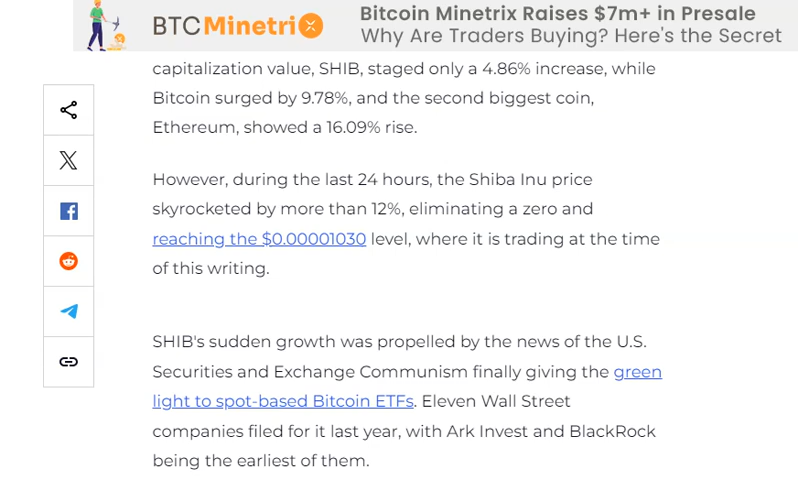 BTCMinetrix
Bitcoin Minetrix Raises $7m+ in Presale
Why Are Traders Buying? Here's the Secret
capitalization value, SHIB, staged only a 4.86% increase, while
Bitcoin surged by 9.78%, and the second biggest coin,
Ethereum, showed a 16.09% rise.
However, during the last 24 hours, the Shiba Inu price
skyrocketed by more than 12%, eliminating a zero and
reaching the $0.00001030 level, where it is trading at the time
of this writing.
SHIB's sudden growth was propelled by the news of the U.S.
Securities and Exchange Communism finally giving the green
light to spot-based Bitcoin ETFs. Eleven Wall Street
companies filed for it last year, with Ark Invest and BlackRock
being the earliest of them.